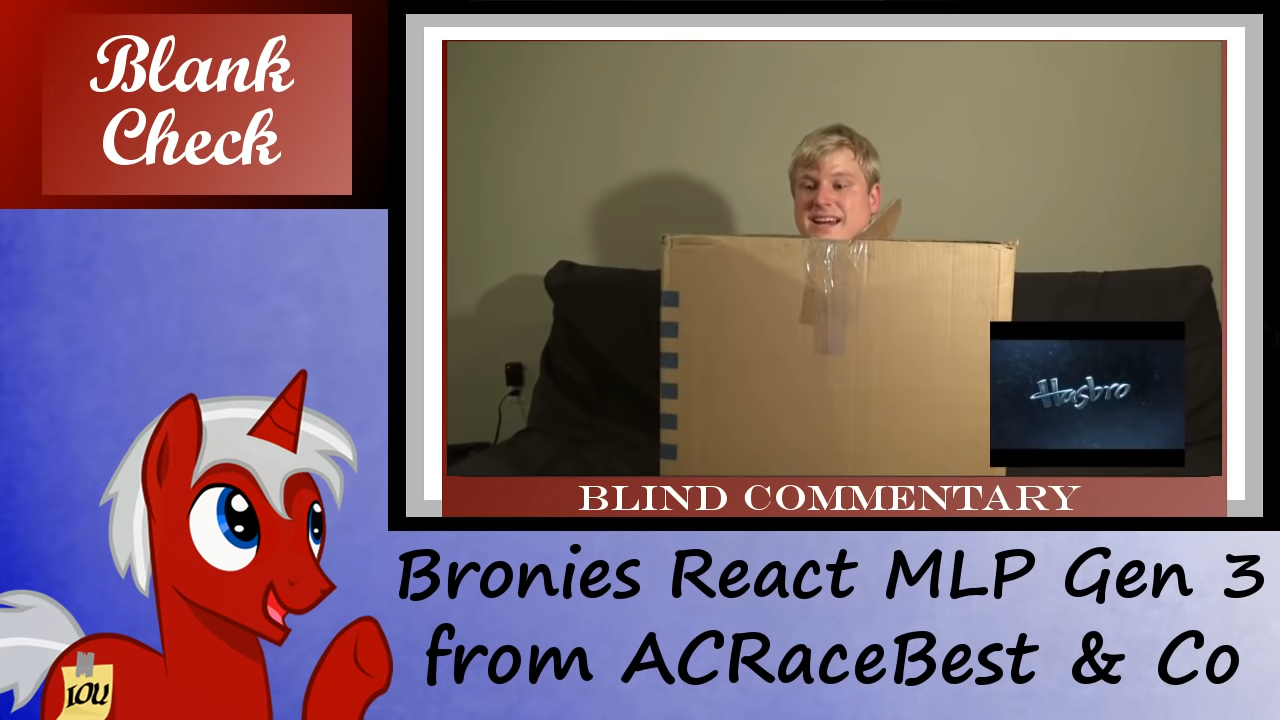 Blank
Check
Hasbro
BLIND COMMENTARY
Bronies React MLP Gen 3
from ACRaceBest & Co
IOU